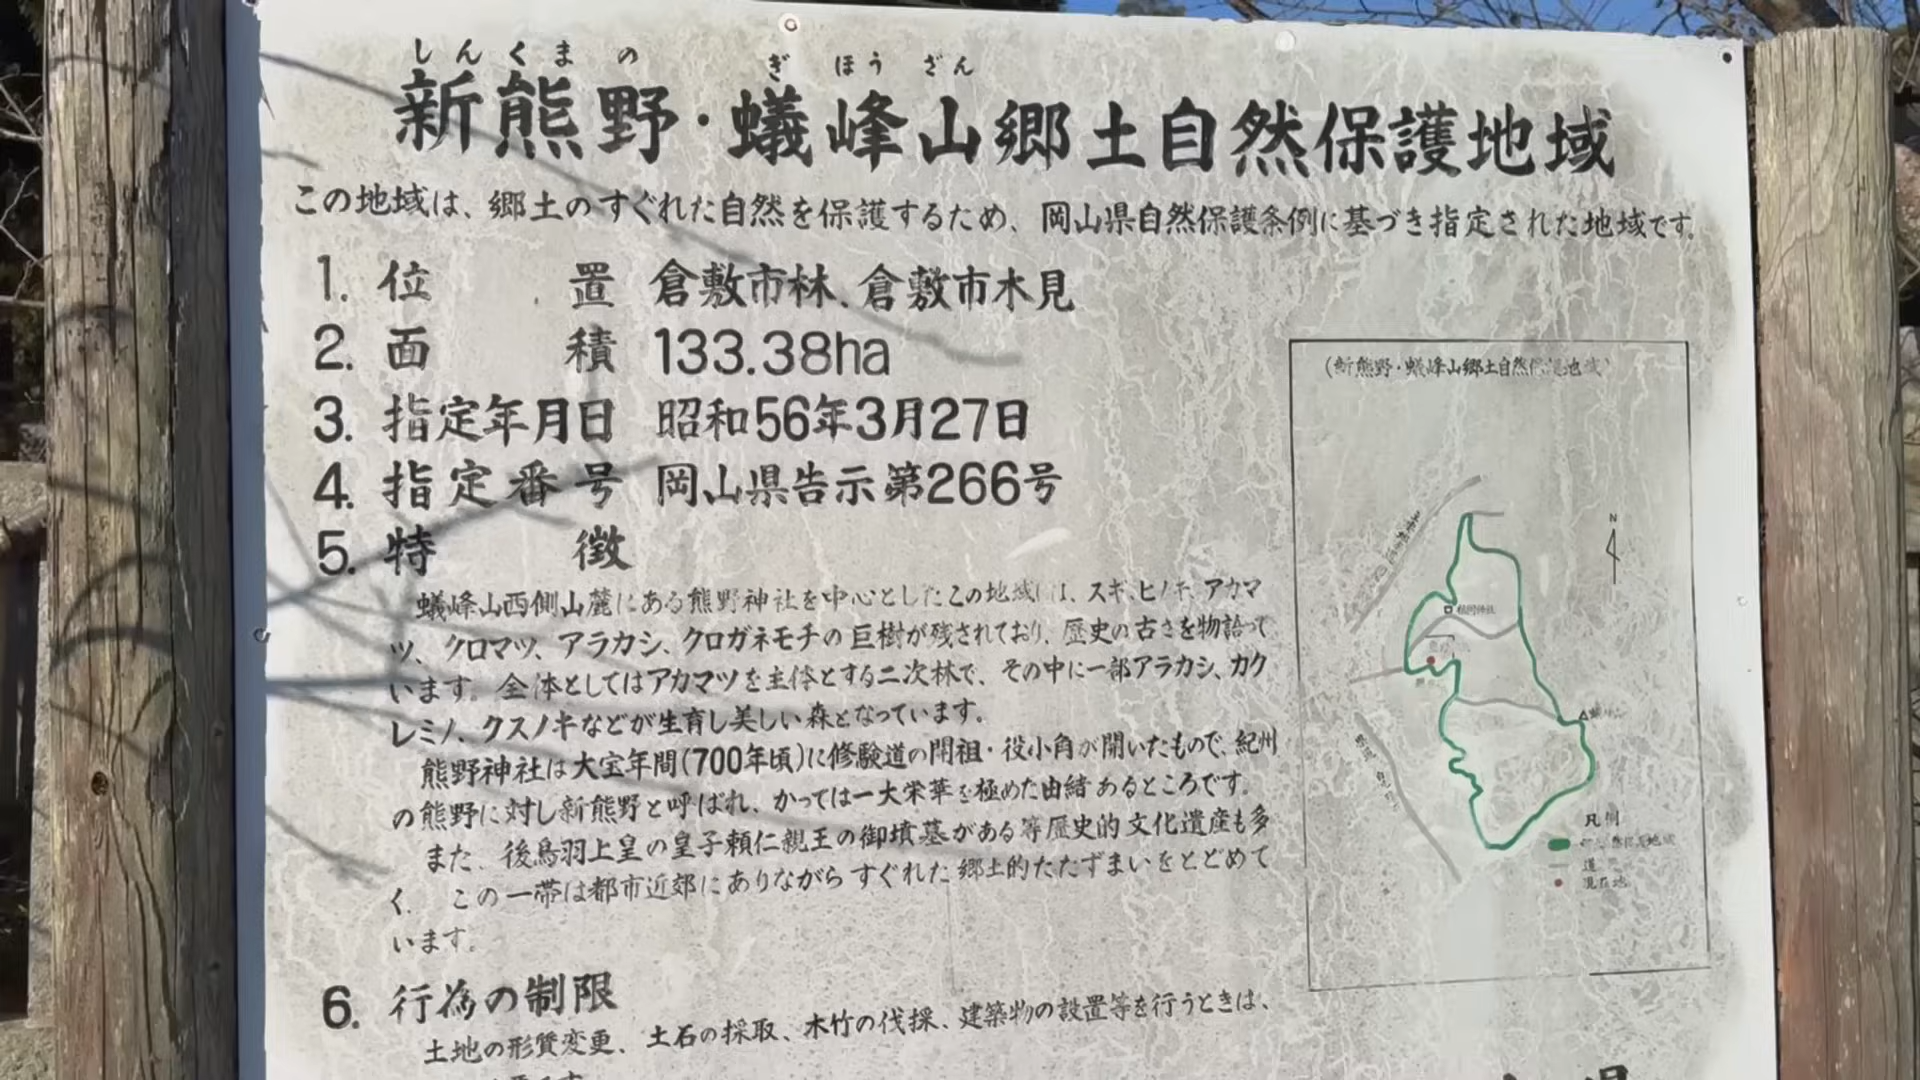 しんくまの ぎほうざん
新熊野・蟻峰山郷土自然保護地域
この地域は、郷土のすぐれた自然を保護するため、岡山県自然保護条例に基づき指定された地域です。
1. 位置 倉敷市林、倉敷市木見
2. 面積 133.38ha
3. 指定年月日 昭和56年3月27日
4. 指定番号 岡山県告示第266号
5. 特徴
蟻峰山西側山麓にある熊野神社を中心としたこの地域には、スギ、ヒノキ、アカマ
ツ、クロマツ、アラカシ、クロガネモチの巨樹が残されており、歴史の古さを物語って
います。全体としてはアカマツを主体とする二次林で、その中に一部アラカシ、カク
レミノ、クスノキなどが生育し美しい森となっています。
熊野神社は大宝年間(700年頃)に修験道の開祖・役小角が開いたもので、紀州
の熊野に対し新熊野と呼ばれ、かっては一大栄華を極めた由緒あるところです。
また、後鳥羽上皇の皇子頼仁親王の御墳墓がある等歴史的文化遺産も多
く、この一帯は都市近郊にありながらすぐれた郷土的たたずまいをとどめて
います。
6. 行為の制限
土地の形質変更、土石の採取、木竹の伐採、建築物の設置等を行うときは、
(新熊野・蟻峰山郷土自然保護地域)
N
凡例
道
現在地